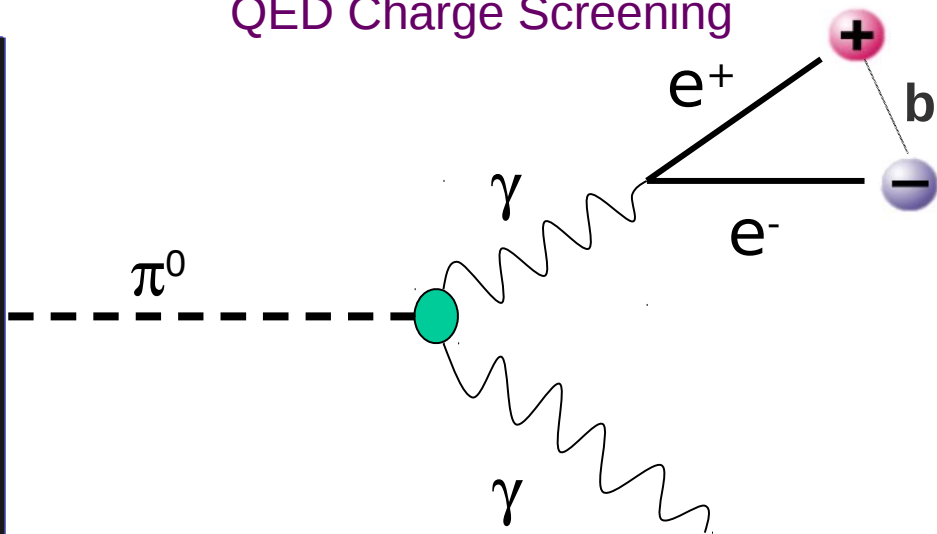 QED Charge Screening
+
e⁺
b
γ
−
e⁻
π⁰
γ